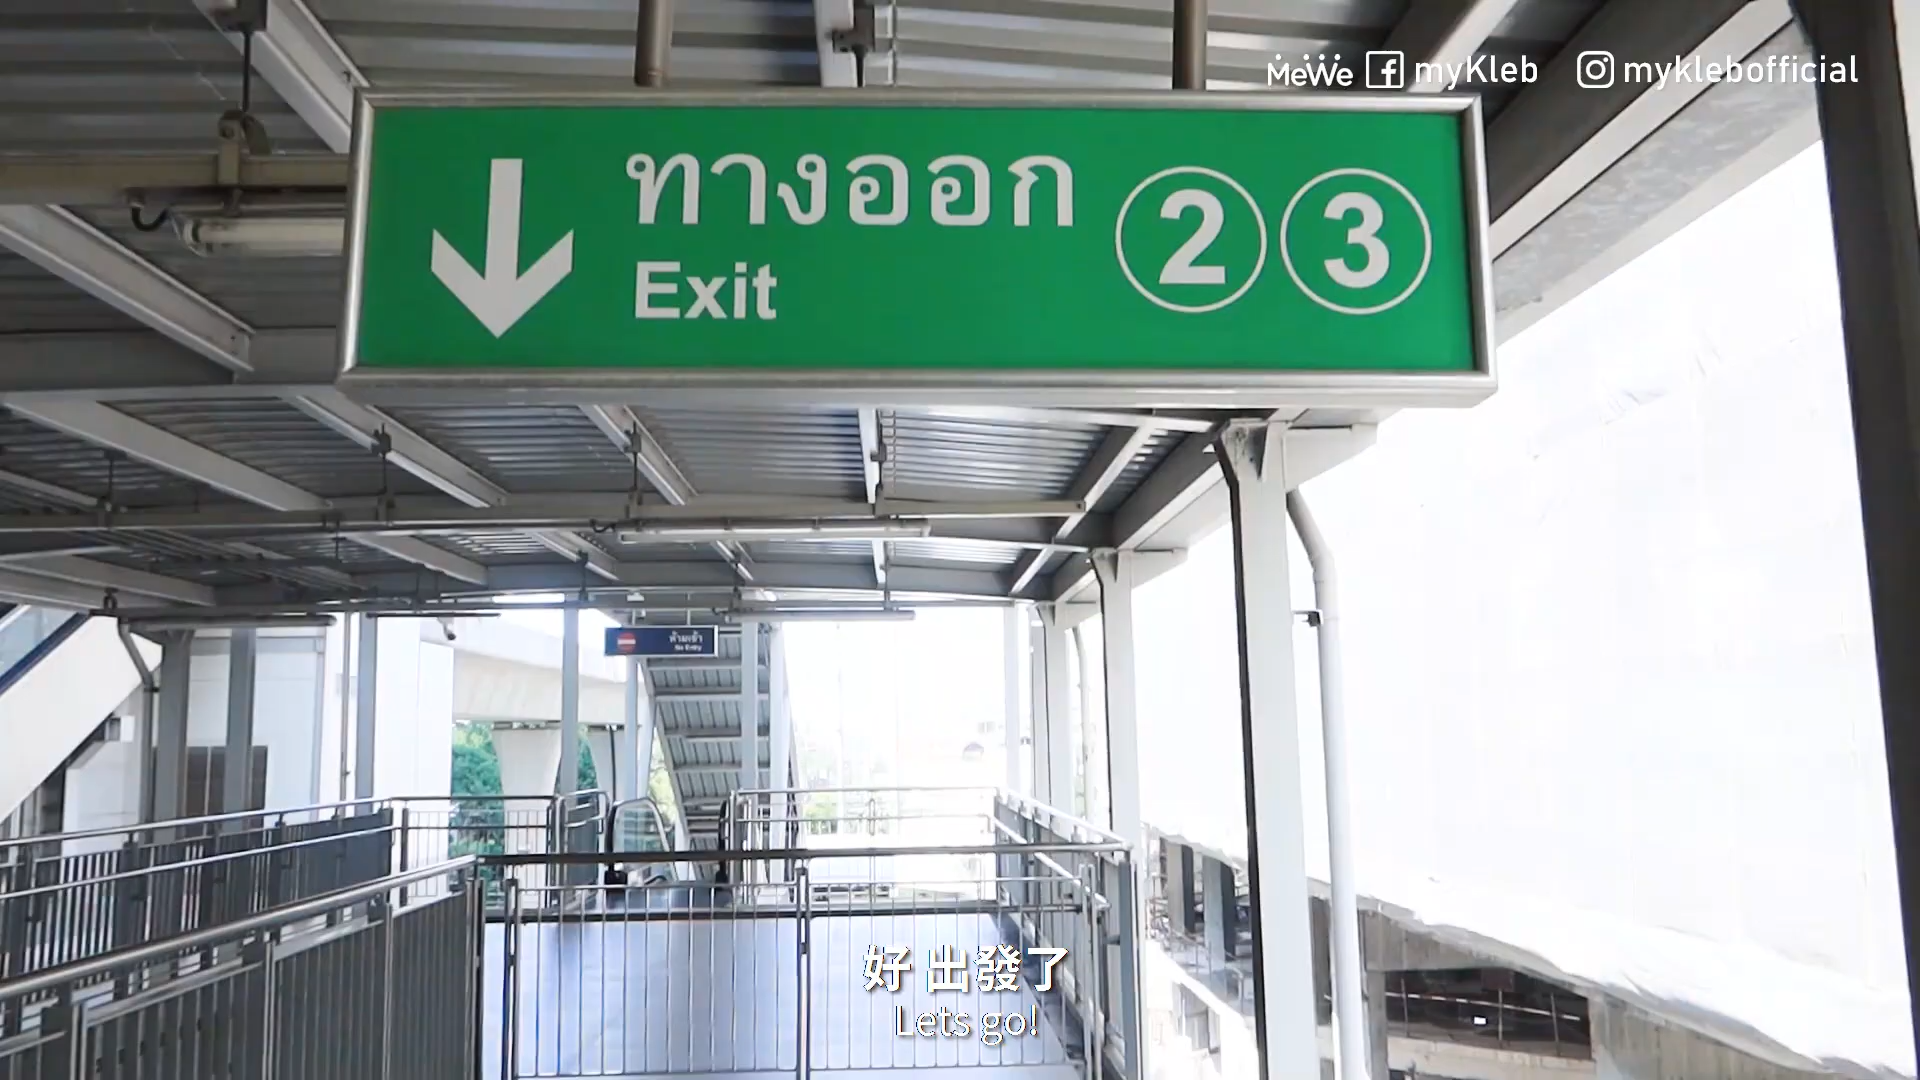 MeWe myKleb myklebofficial
ทางออก 2 3
Exit
ห้ามเข้า
No Entry
好 出發了
Lets go!